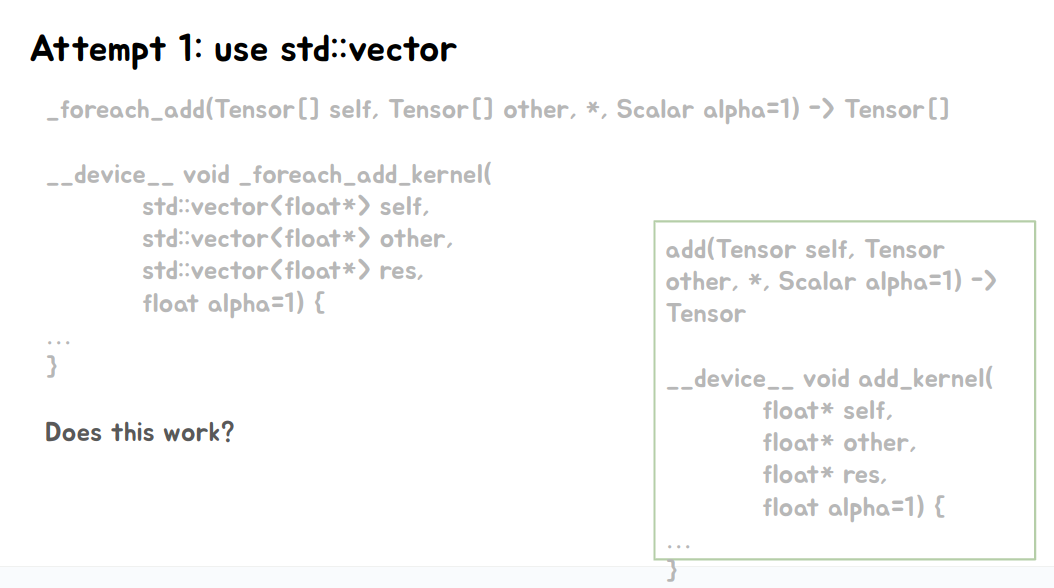 Attempt 1: use std::vector
_foreach_add(Tensor[] self, Tensor[] other, *, Scalar alpha=1) -> Tensor[]
__device__ void _foreach_add_kernel(
std::vector<float*> self,
std::vector<float*> other,
std::vector<float*> res,
float alpha=1) {
...
}
Does this work?
add(Tensor self, Tensor
other, *, Scalar alpha=1) ->
Tensor
__device__ void add_kernel(
float* self,
float* other,
float* res,
float alpha=1) {
...
}